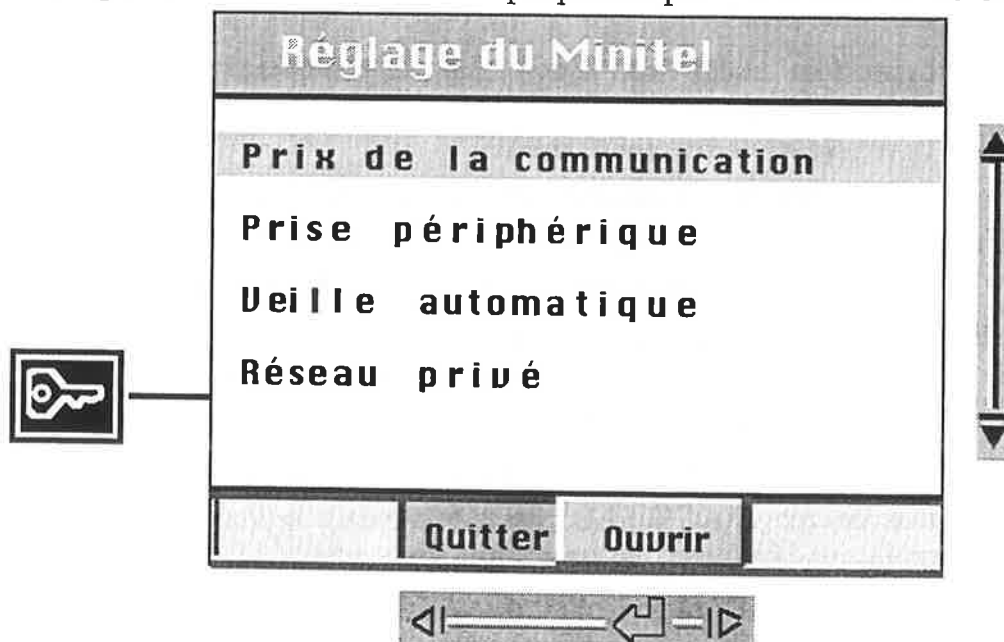 Réglage du Minitel
Prix de la communication
Prise périphérique
Veille automatique
Réseau privé
Quitter Ouvrir